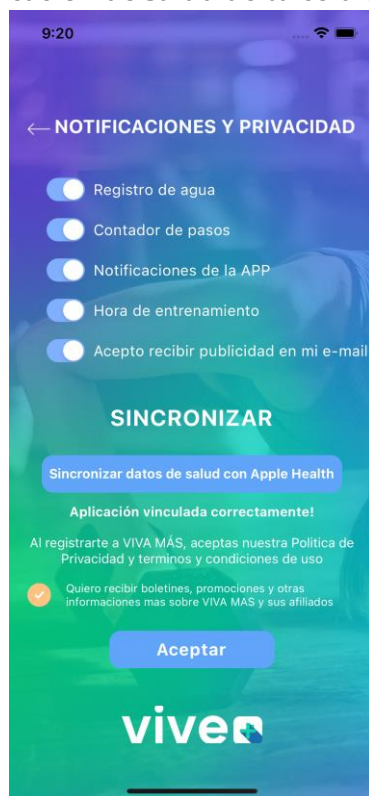 9:20
← NOTIFICACIONES Y PRIVACIDAD
Registro de agua
Contador de pasos
Notificaciones de la APP
Hora de entrenamiento
Acepto recibir publicidad en mi e-mail
SINCRONIZAR
Sincronizar datos de salud con Apple Health
Aplicación vinculada correctamente!
Al registrarte a VIVA MÁS, aceptas nuestra Politica de
Privacidad y terminos y condiciones de uso
Quiero recibir boletines, promociones y otras
informaciones mas sobre VIVA MAS y sus afiliados
Aceptar
vive